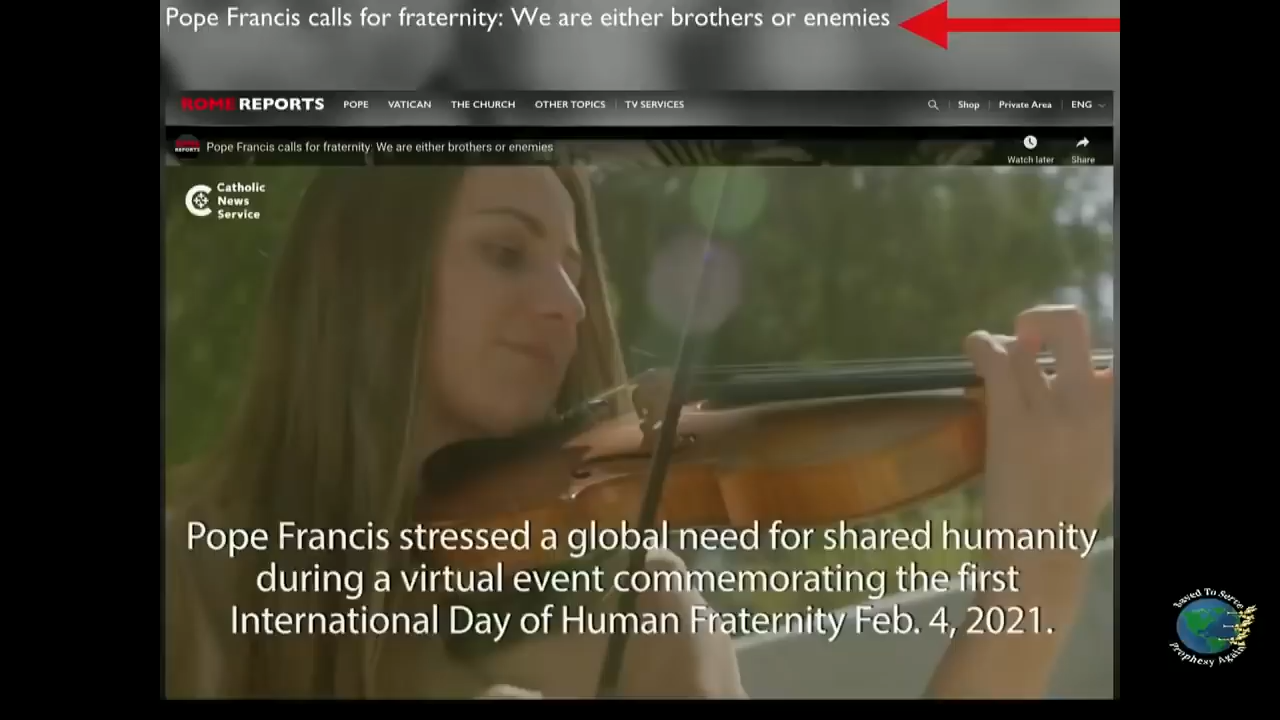 Pope Francis calls for fraternity: We are either brothers or enemies
ROME REPORTS POPE VATICAN THE CHURCH OTHER TOPICS TV SERVICES Shop Private Area ENG
ROME REPORTS Pope Francis calls for fraternity: We are either brothers or enemies
Watch later Share
Catholic
News
Service
Pope Francis stressed a global need for shared humanity
during a virtual event commemorating the first
International Day of Human Fraternity Feb. 4, 2021.
Saved To Serve
Prophesy Again